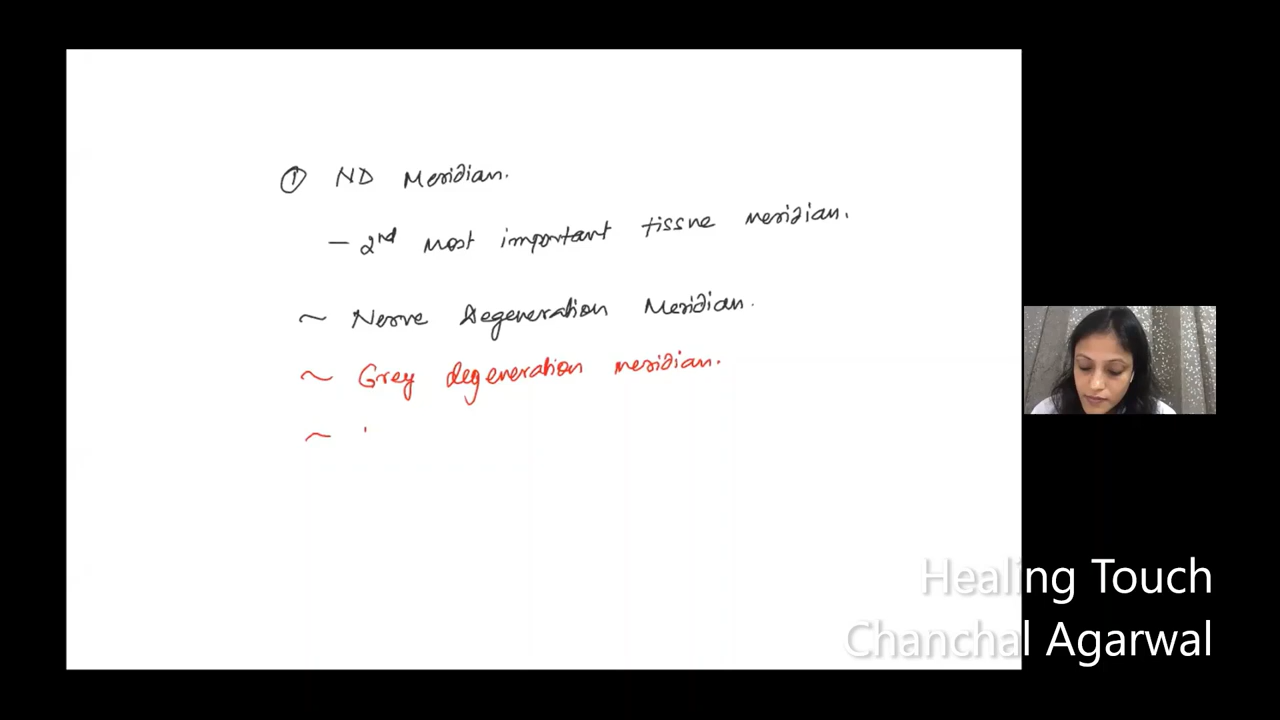 ① ND Meridian.
- 2nd Most important tissue meridian.
~ Nerve Degeneration Meridian.
~ Grey degeneration meridian.
~
Healing Touch
Chanchal Agarwal